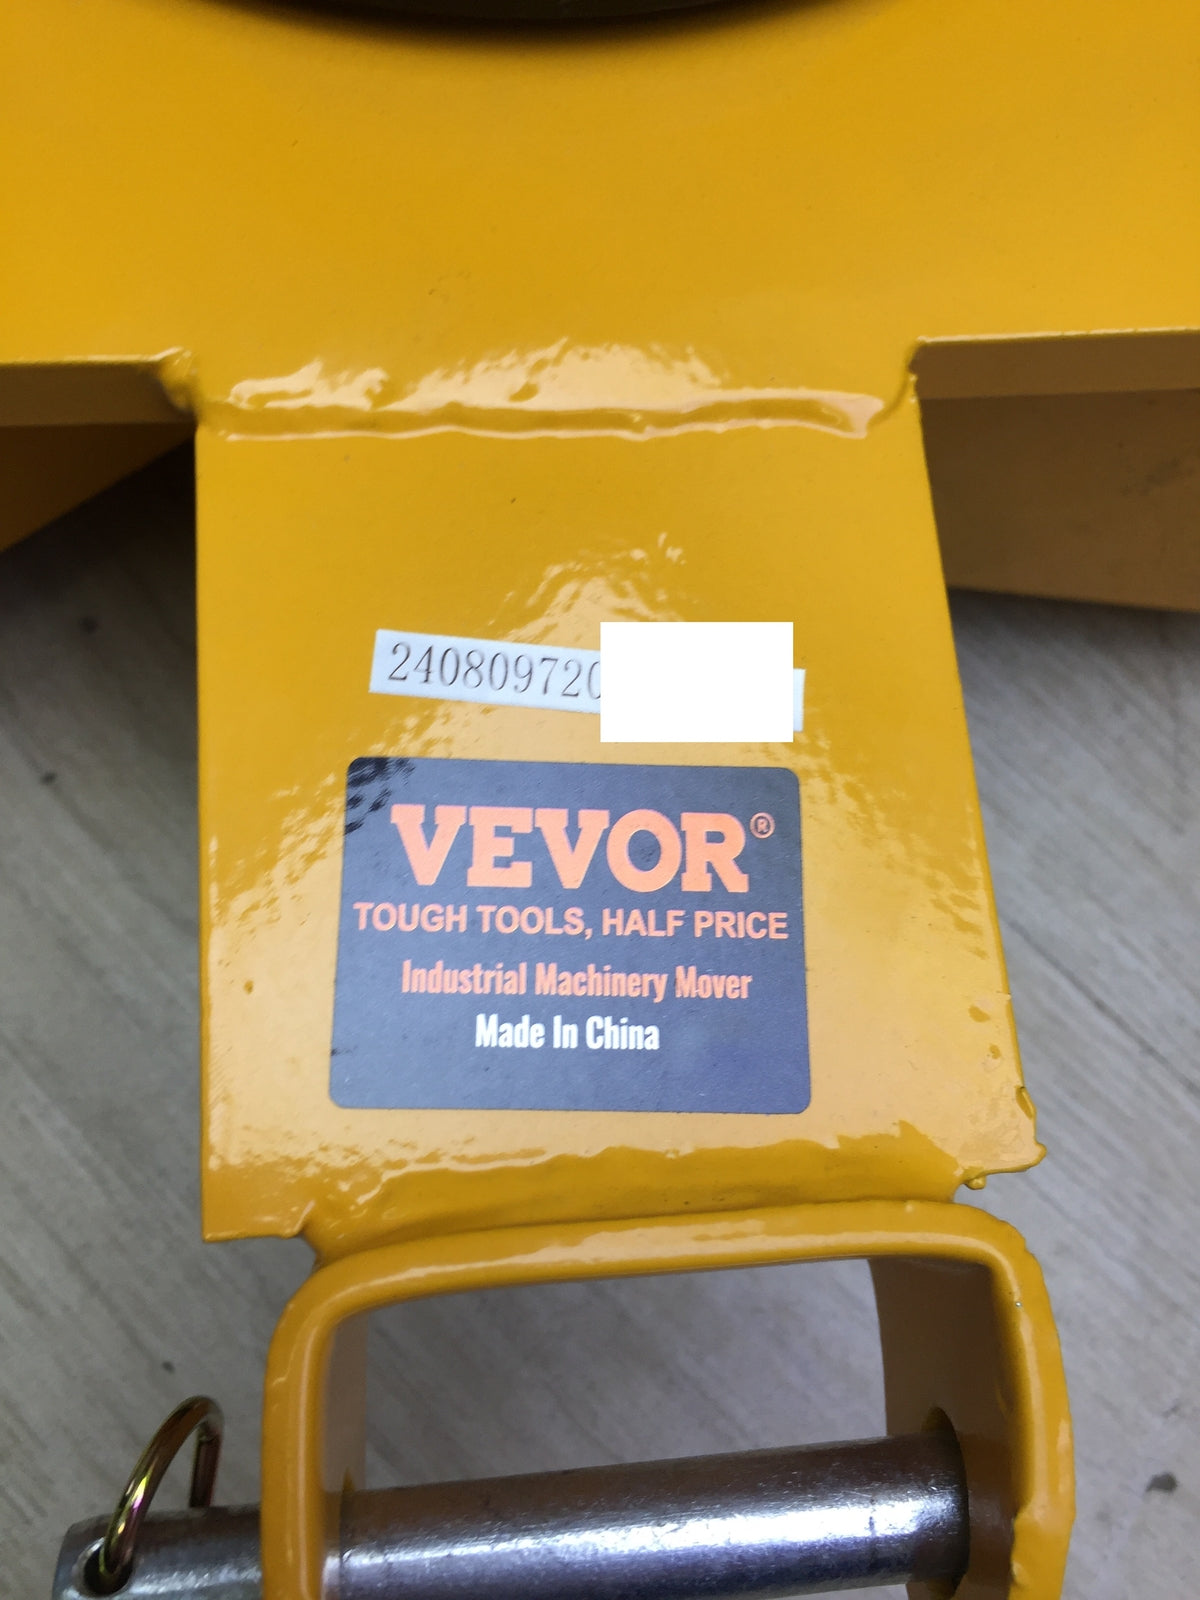 240809720
VEVOR®
TOUGH TOOLS, HALF PRICE
Industrial Machinery Mover
Made In China